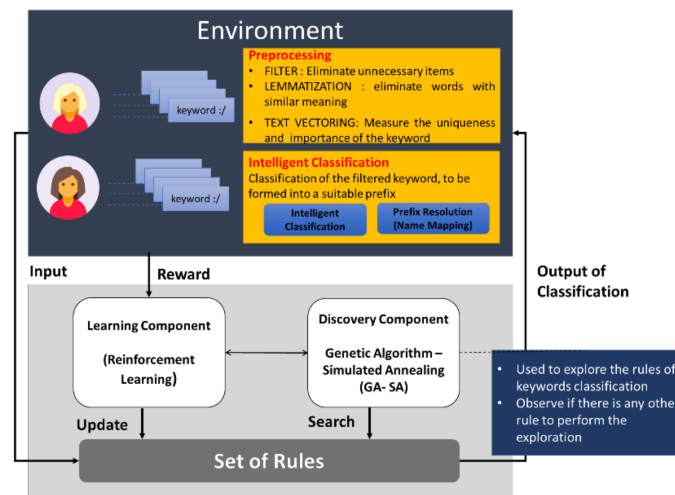 Environment
Preprocessing
• FILTER : Eliminate unnecessary items
• LEMMATIZATION : eliminate words with
similar meaning
• TEXT VECTORING: Measure the uniqueness
and importance of the keyword
keyword :/
Intelligent Classification
Classification of the filtered keyword, to be
formed into a suitable prefix
keyword :/
Intelligent
Classification
Prefix Resolution
(Name Mapping)
Input
Reward
Output of
Classification
Learning Component
(Reinforcement
Learning)
Discovery Component
Genetic Algorithm –
Simulated Annealing
(GA- SA)
• Used to explore the rules of
keywords classification
• Observe if there is any othe
rule to perform the
exploration
Update
Search
Set of Rules